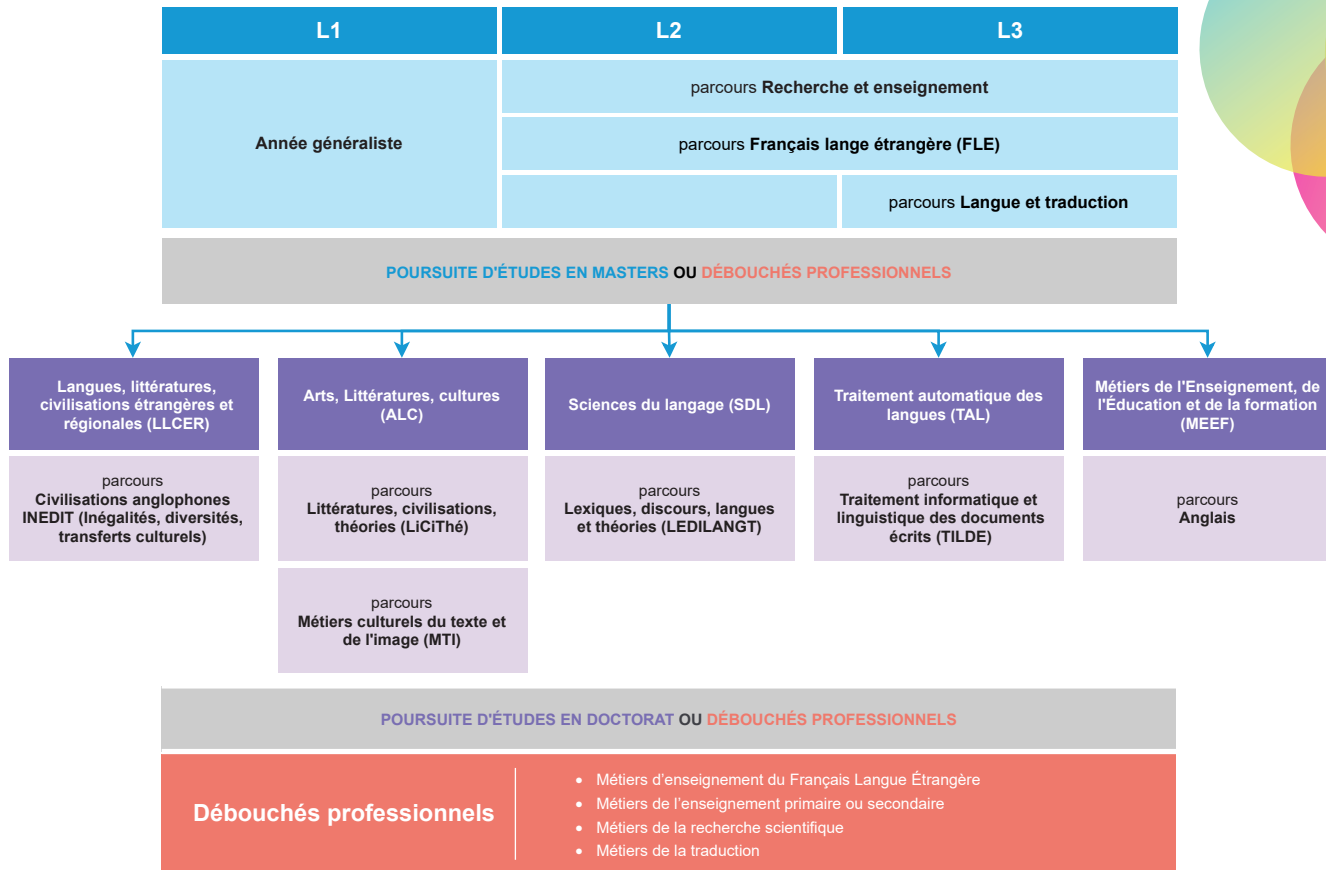 L1
L2
L3
Année généraliste
parcours Recherche et enseignement
parcours Français lange étrangère (FLE)
parcours Langue et traduction
POURSUITE D'ÉTUDES EN MASTERS OU DÉBOUCHÉS PROFESSIONNELS
Langues, littératures,
civilisations étrangères et
régionales (LLCER)
Arts, Littératures, cultures
(ALC)
Sciences du langage (SDL)
Traitement automatique des
langues (TAL)
Métiers de l'Enseignement, de
l'Éducation et de la formation
(MEEF)
parcours
Civilisations anglophones
INEDIT (Inégalités, diversités,
transferts culturels)
parcours
Littératures, civilisations,
théories (LiCiThé)
parcours
Lexiques, discours, langues
et théories (LEDILANGT)
parcours
Traitement informatique et
linguistique des documents
écrits (TILDE)
parcours
Anglais
parcours
Métiers culturels du texte et
de l'image (MTI)
POURSUITE D'ÉTUDES EN DOCTORAT OU DÉBOUCHÉS PROFESSIONNELS
Débouchés professionnels
• Métiers d’enseignement du Français Langue Étrangère
• Métiers de l’enseignement primaire ou secondaire
• Métiers de la recherche scientifique
• Métiers de la traduction